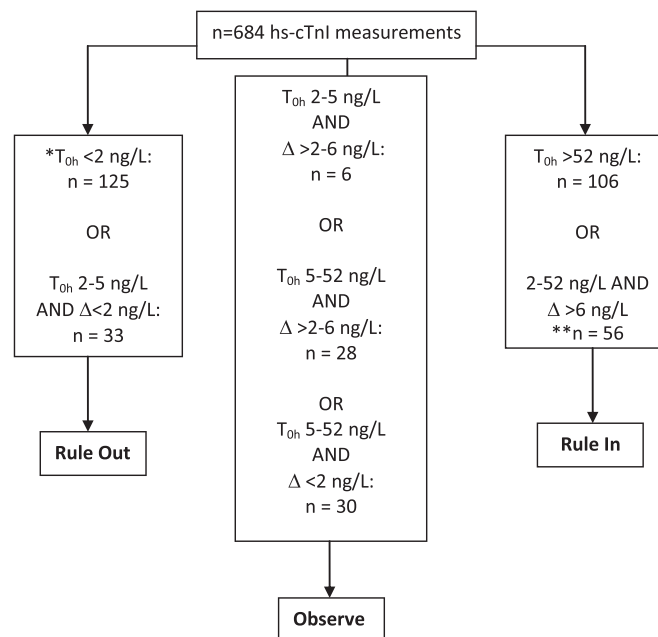 n=684 hs-cTnI measurements
*T0h <2 ng/L:
n = 125
OR
T0h 2-5 ng/L
AND Δ<2 ng/L:
n = 33
Rule Out
T0h 2-5 ng/L
AND
Δ >2-6 ng/L:
n = 6
OR
T0h 5-52 ng/L
AND
Δ >2-6 ng/L:
n = 28
OR
T0h 5-52 ng/L
AND
Δ <2 ng/L:
n = 30
Observe
T0h >52 ng/L:
n = 106
OR
2-52 ng/L AND
Δ >6 ng/L
**n = 56
Rule In